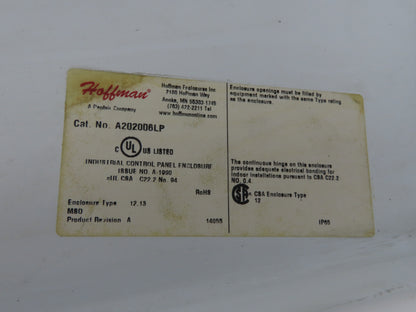 Hoffman
A Pentair Company
Hoffman Enclosures Inc.
2100 Hoffman Way
Anoka, MN 55303-1745
(763) 422-2211 Tel
www.hoffmanonline.com
Cat. No. A202006LP
C UL US LISTED
INDUSTRIAL CONTROL PANEL ENCLOSURE
ISSUE NO. A-1990
cUL CSA C22.2 No. 94
RoHS
Enclosure Type 12,13
Product Revision A
Enclosure openings must be filled by
equipment marked with the same Type rating
as the enclosure.
The continuous hinge on this enclosure
provides adequate electrical bonding for
indoor installations pursuant to CSA C22.2
NO. 0.4
CSA Enclosure Type
12